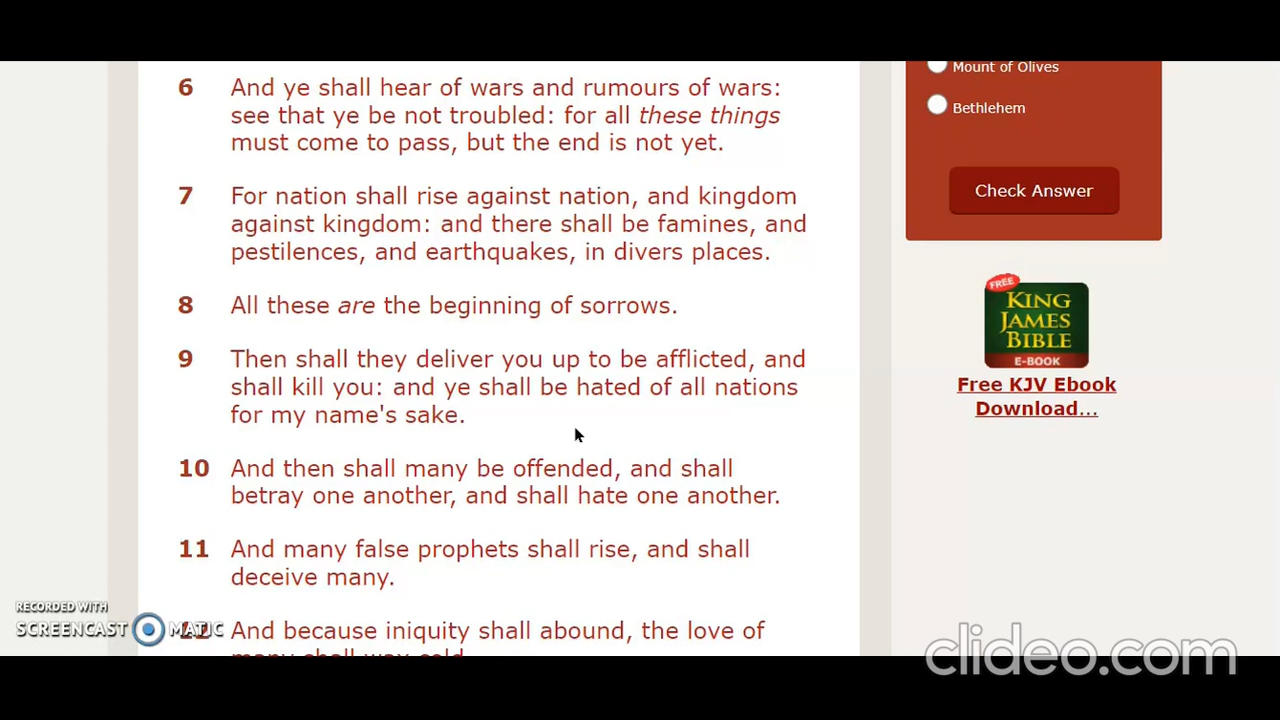 6 And ye shall hear of wars and rumours of wars:
see that ye be not troubled: for all these things
must come to pass, but the end is not yet.
7 For nation shall rise against nation, and kingdom
against kingdom: and there shall be famines, and
pestilences, and earthquakes, in divers places.
8 All these are the beginning of sorrows.
9 Then shall they deliver you up to be afflicted, and
shall kill you: and ye shall be hated of all nations
for my name's sake.
10 And then shall many be offended, and shall
betray one another, and shall hate one another.
11 And many false prophets shall rise, and shall
deceive many.
12 And because iniquity shall abound, the love of
many shall wax cold
Mount of Olives
Bethlehem
Check Answer
FREE
KING
JAMES
BIBLE
E-BOOK
Free KJV Ebook
Download...
RECORDED WITH
SCREENCAST MATIC
clideo.com